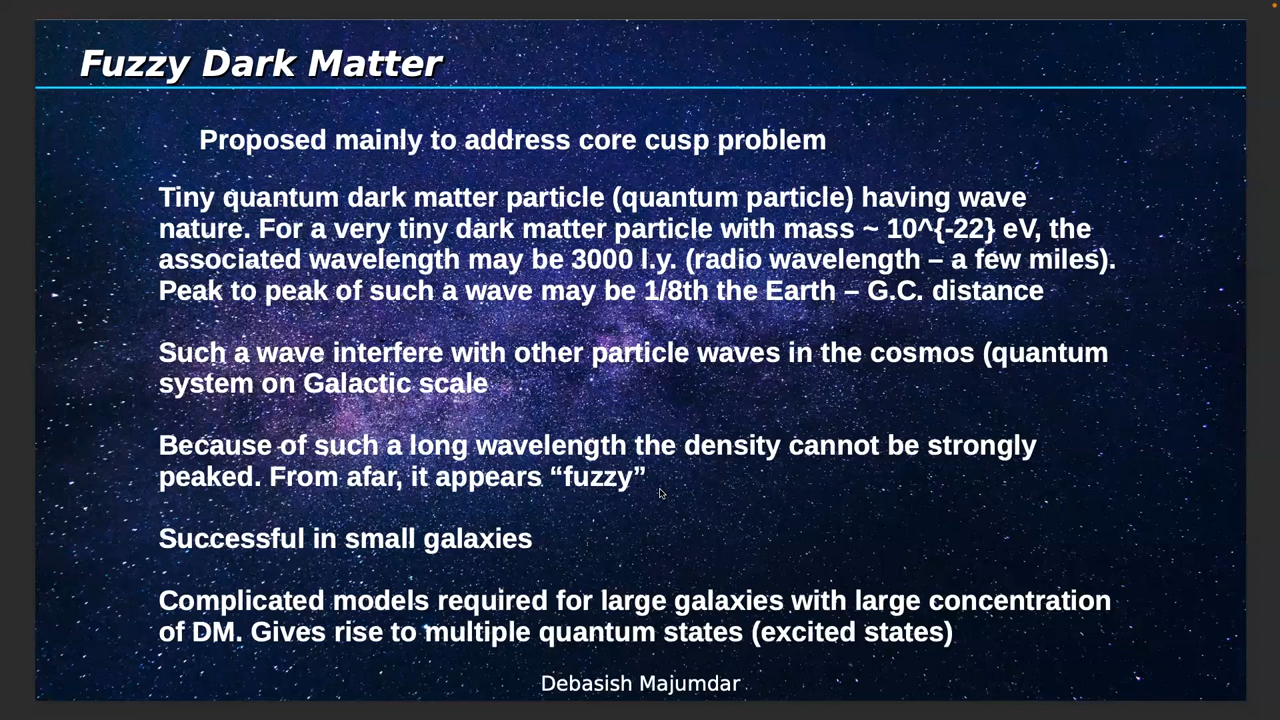 Fuzzy Dark Matter
Proposed mainly to address core cusp problem
Tiny quantum dark matter particle (quantum particle) having wave
nature. For a very tiny dark matter particle with mass ~ 10^{-22} eV, the
associated wavelength may be 3000 l.y. (radio wavelength – a few miles).
Peak to peak of such a wave may be 1/8th the Earth – G.C. distance
Such a wave interfere with other particle waves in the cosmos (quantum
system on Galactic scale
Because of such a long wavelength the density cannot be strongly
peaked. From afar, it appears “fuzzy”
Successful in small galaxies
Complicated models required for large galaxies with large concentration
of DM. Gives rise to multiple quantum states (excited states)
Debasish Majumdar